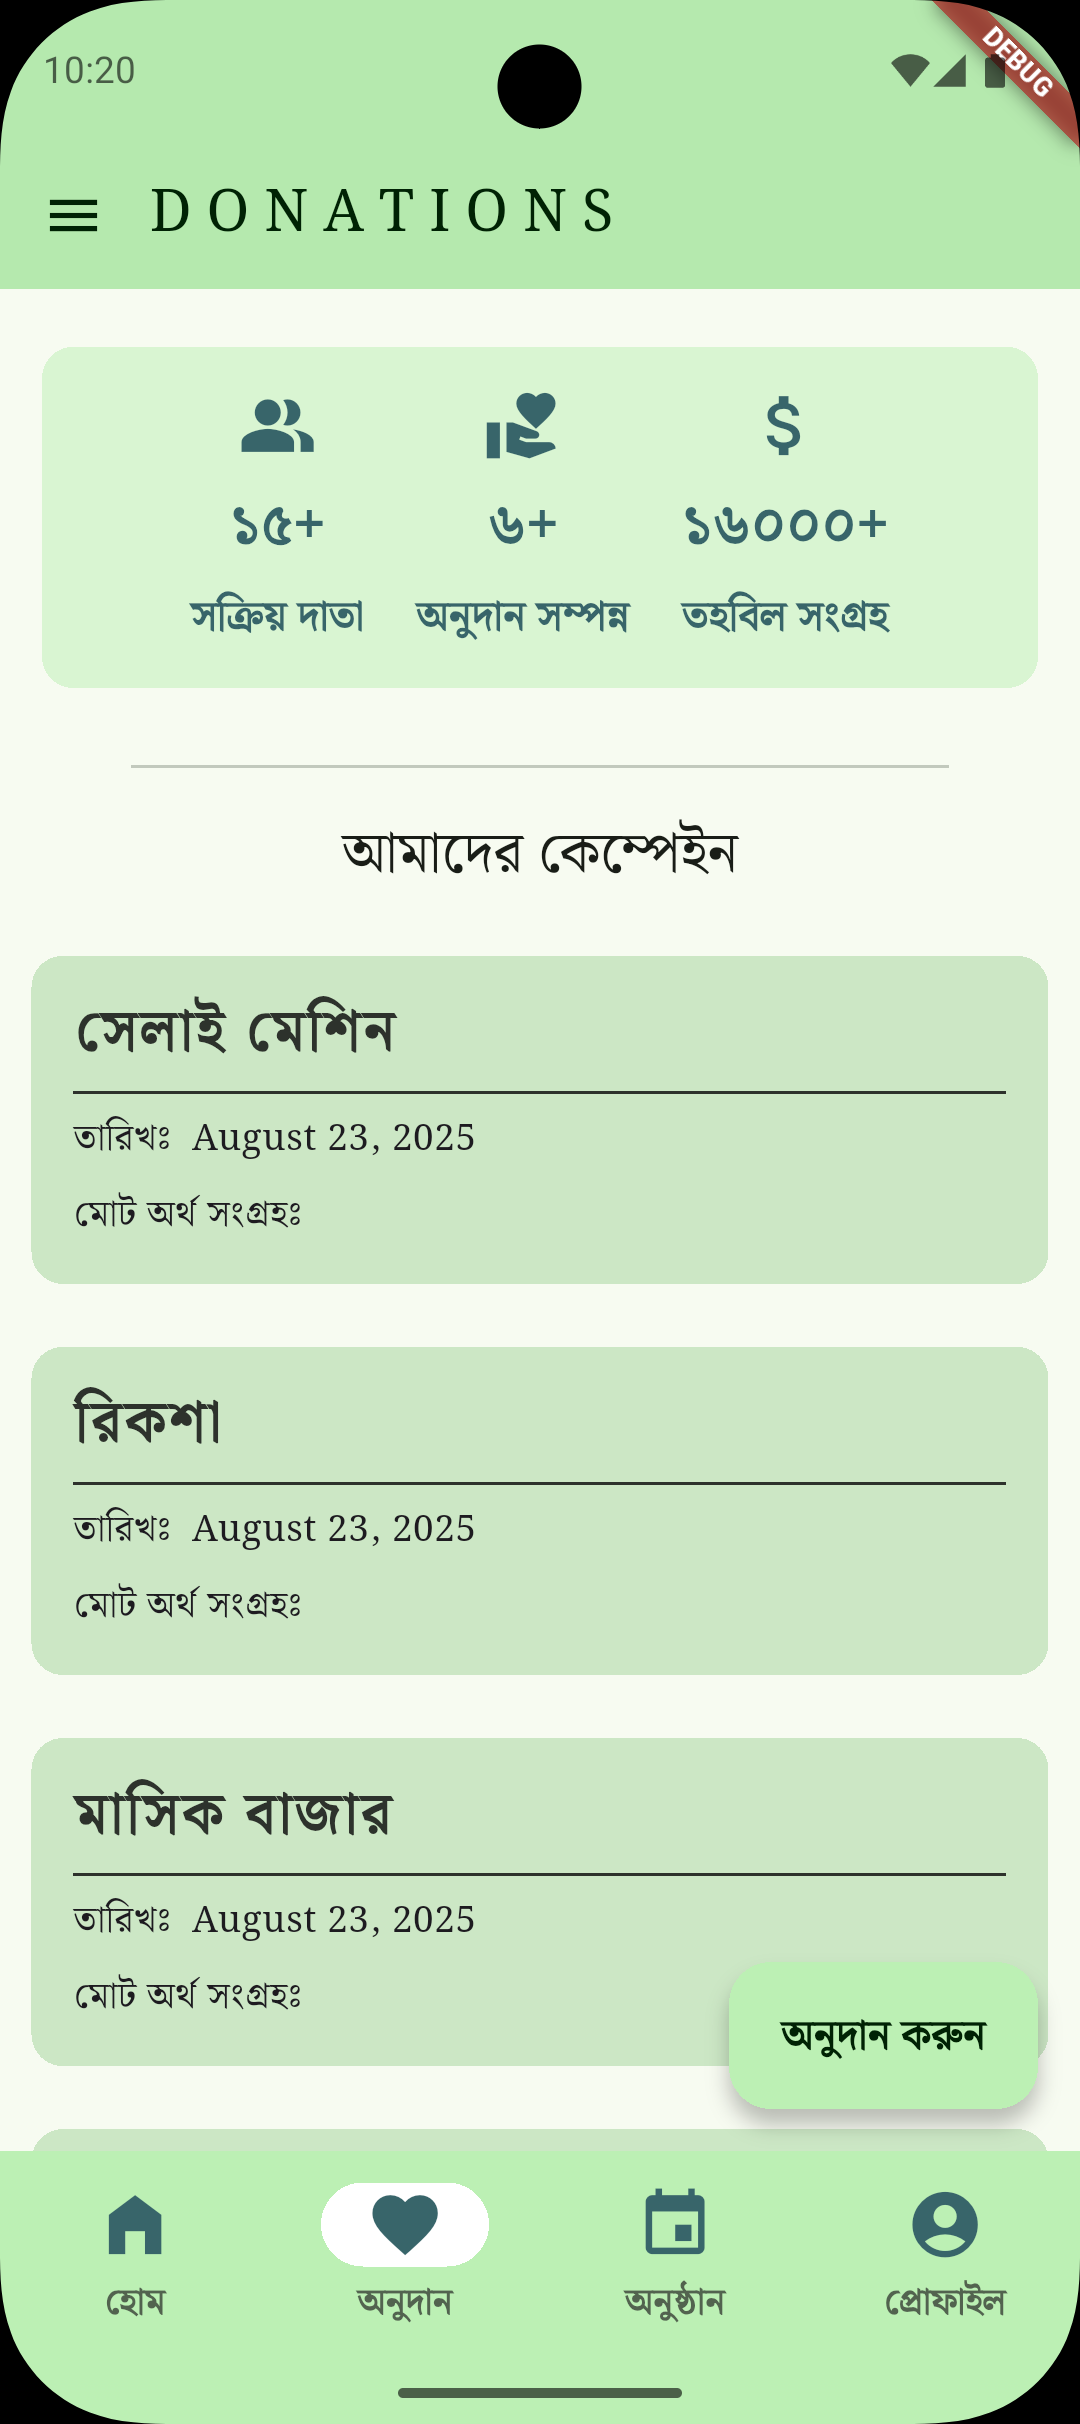 10:20
DEBUG
DONATIONS
১৫+ ৬+ ১৬০০০+
সক্রিয় দাতা অনুদান সম্পন্ন তহবিল সংগ্রহ
আমাদের কেম্পেইন
সেলাই মেশিন
তারিখঃ August 23, 2025
মোট অর্থ সংগ্রহঃ
রিকশা
তারিখঃ August 23, 2025
মোট অর্থ সংগ্রহঃ
মাসিক বাজার
তারিখঃ August 23, 2025
মোট অর্থ সংগ্রহঃ
অনুদান করুন
হোম অনুদান অনুষ্ঠান প্রোফাইল